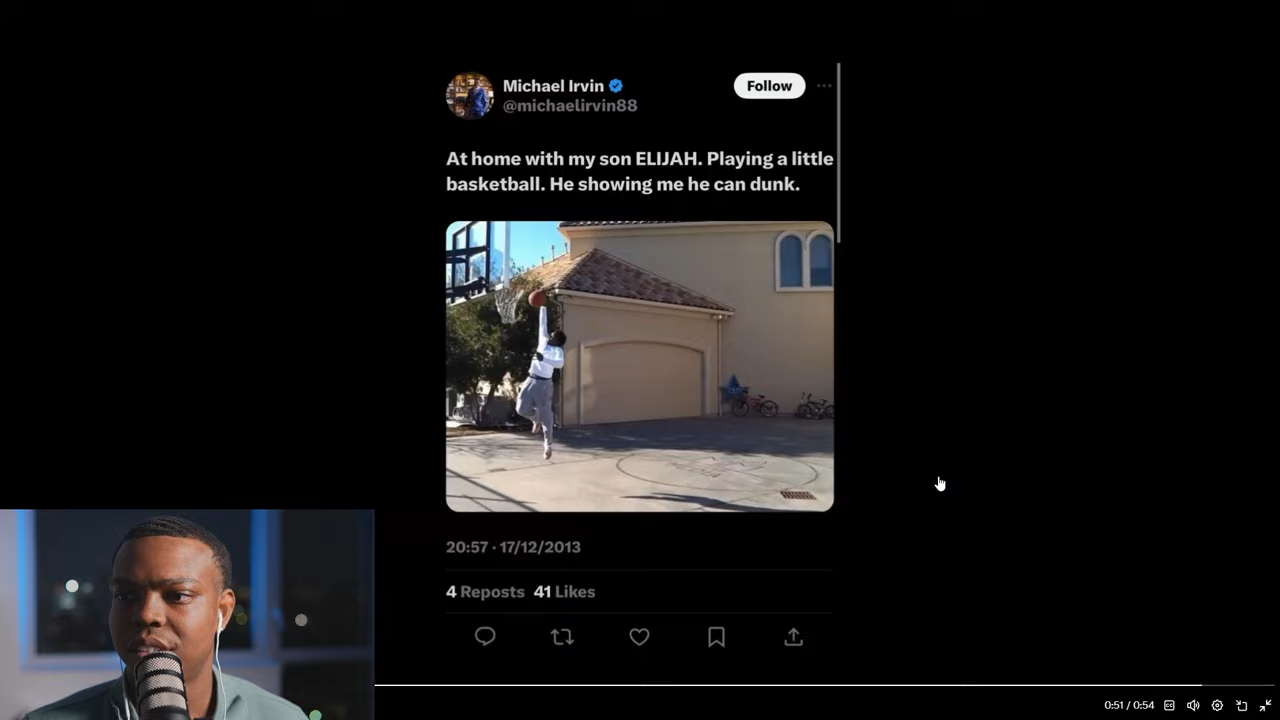 Michael Irvin
Follow
@michaelirvin88
At home with my son ELIJAH. Playing a little
basketball. He showing me he can dunk.
20:57 · 17/12/2013
4 Reposts 41 Likes
0:51 / 0:54